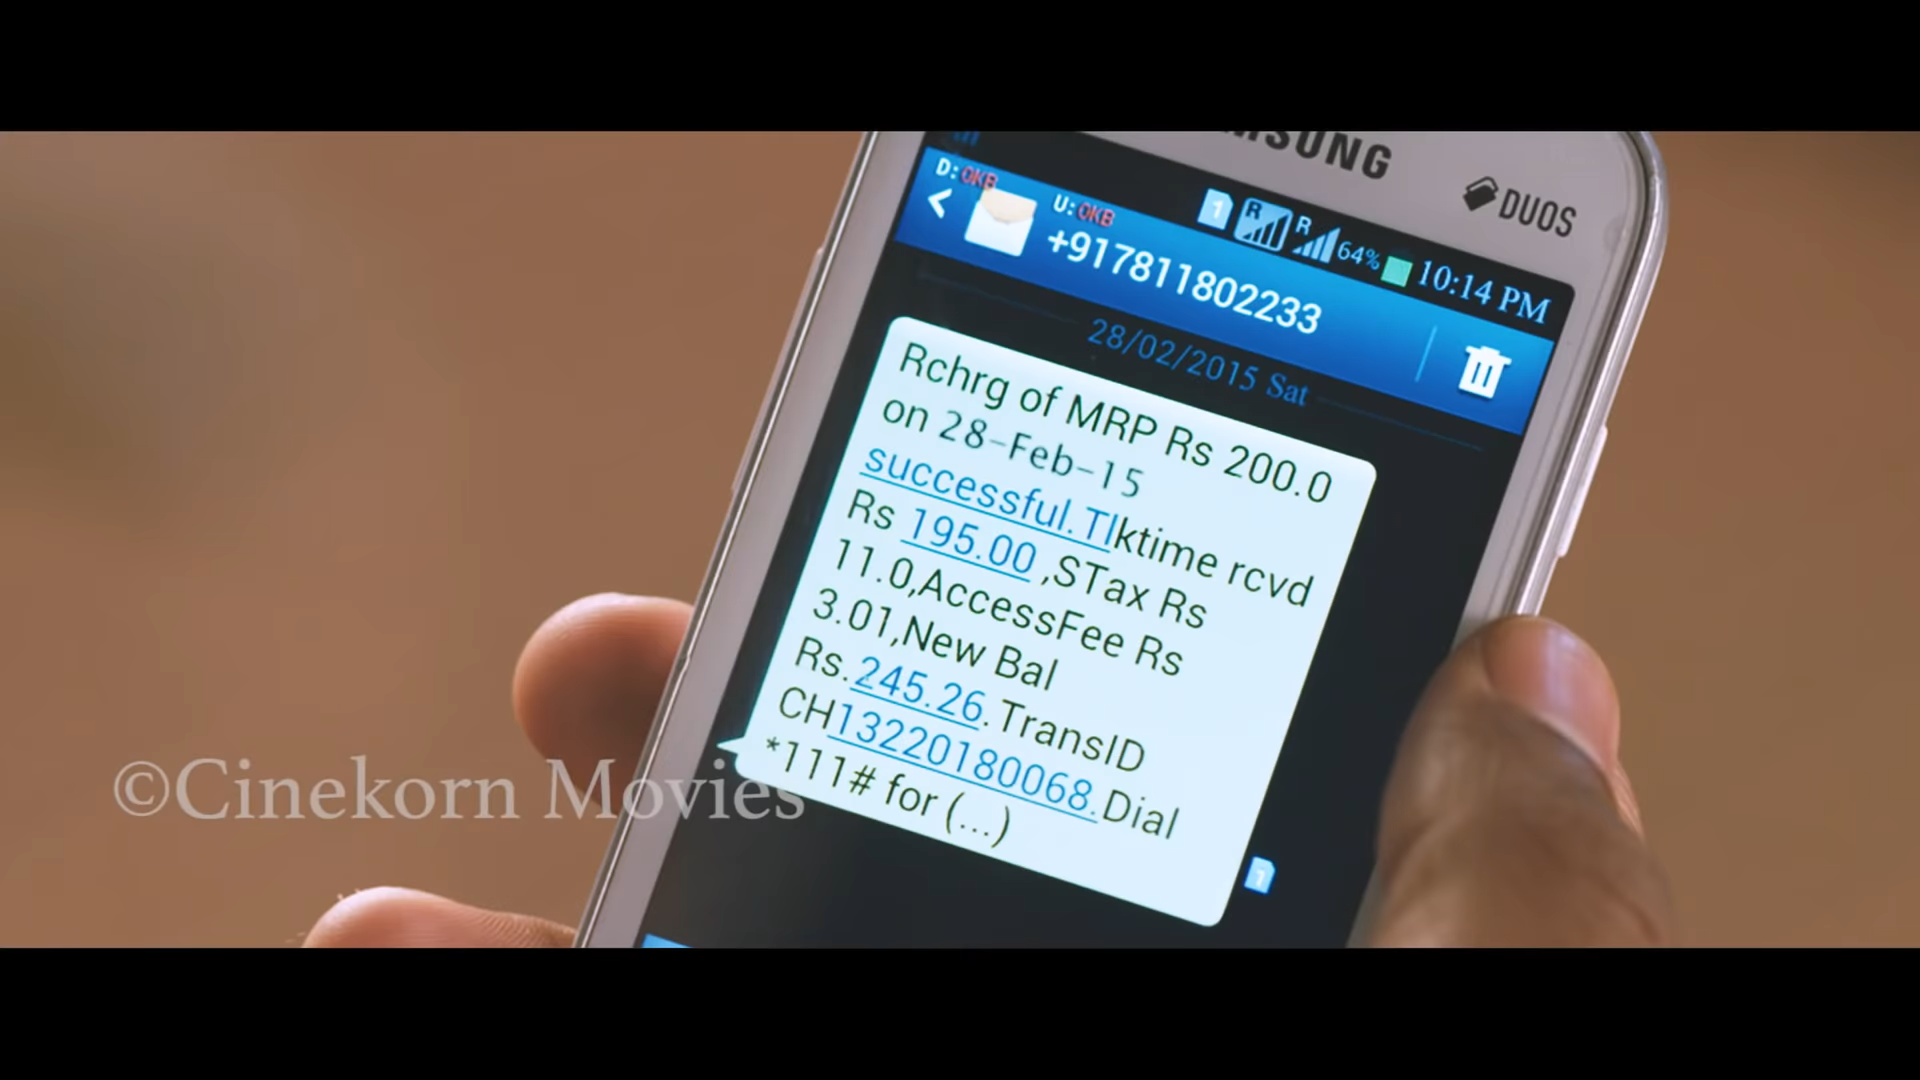 SAMSUNG
DUOS
D: 0KB
U: 0KB
1
R
R
64%
10:14 PM
+917811802233
28/02/2015 Sat
Rchrg of MRP Rs 200.0
on 28-Feb-15
successful.Tlktime rcvd
Rs 195.00 ,STax Rs
11.0,AccessFee Rs
3.01,New Bal
Rs.245.26. TransID
CH13220180068.Dial
*111# for (...)
1
©Cinekorn Movies